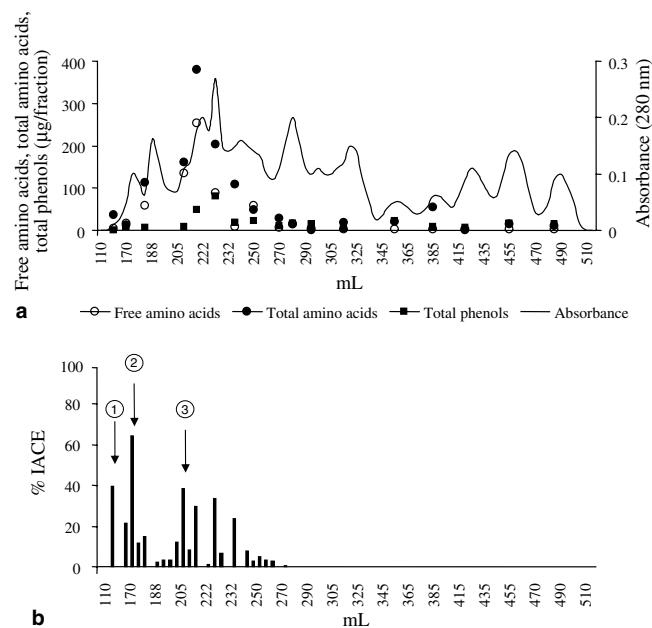 Free amino acids, total amino acids,
total phenols (µg/fraction)
400
300
200
100
0
0.3
0.2
0.1
0
Absorbance (280 nm)
110 170 188 205 222 235 250 270 290 305 325 345 365 385 415 435 455 470 490 510
mL
a
Free amino acids Total amino acids Total phenols Absorbance
% IACE
100
80
60
40
20
0
1
2
3
110 170 188 205 222 235 250 270 290 305 325 345 365 385 415 435 455 470 490 510
mL
b